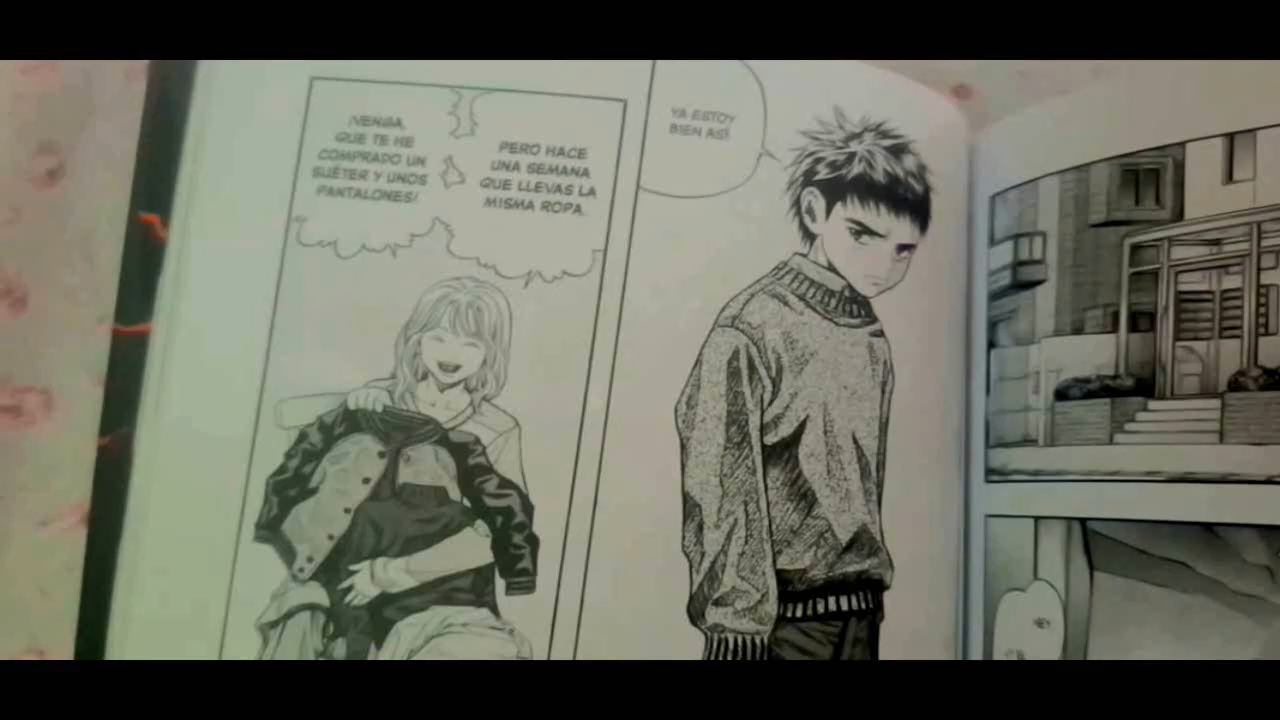 YA ESTOY
BIEN ASÍ.
PERO HACE
UNA SEMANA
QUE LLEVAS LA
MISMA ROPA.
¡VENGA,
QUE TE HE
COMPRADO UN
SUÉTER Y UNOS
PANTALONES!